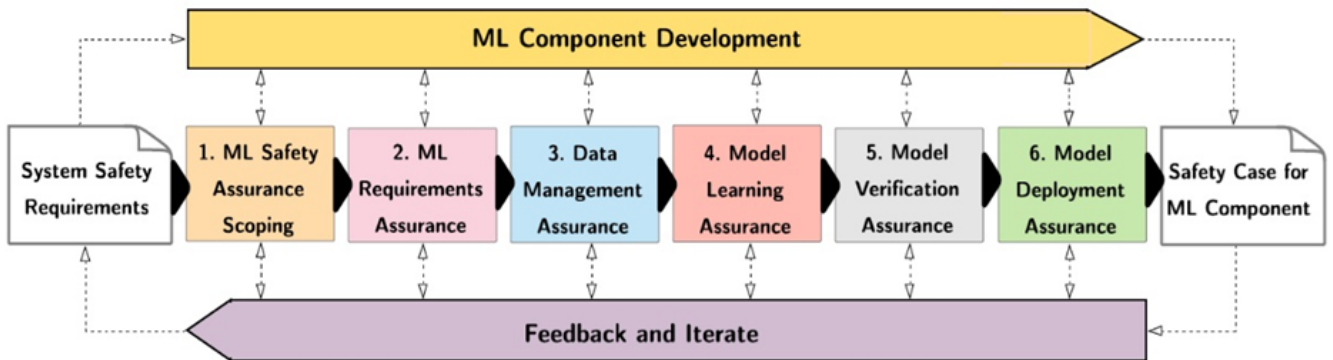 ML Component Development
System Safety
Requirements
1. ML Safety
Assurance
Scoping
2. ML
Requirements
Assurance
3. Data
Management
Assurance
4. Model
Learning
Assurance
5. Model
Verification
Assurance
6. Model
Deployment
Assurance
Safety Case for
ML Component
Feedback and Iterate